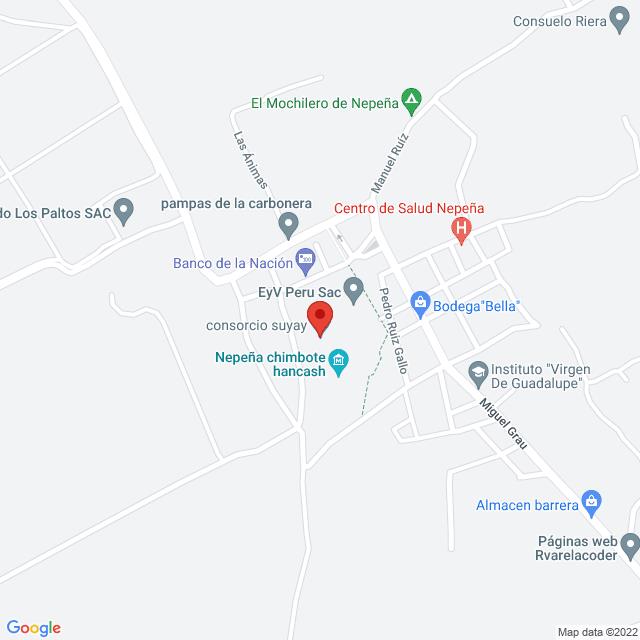 Consuelo Riera
El Mochilero de Nepeña
Manuel Ruíz
Las Ánimas
pampas de la carbonera
do Los Paltos SAC
Centro de Salud Nepeña
H
Banco de la Nación
EyV Peru Sac
Pedro Ruiz Gallo
Bodega"Bella"
consorcio suyay
Nepeña chimbote
hancash
Instituto "Virgen
De Guadalupe"
Miguel Grau
Almacen barrera
Páginas web
Rvarelacoder
Google
Map data ©2022